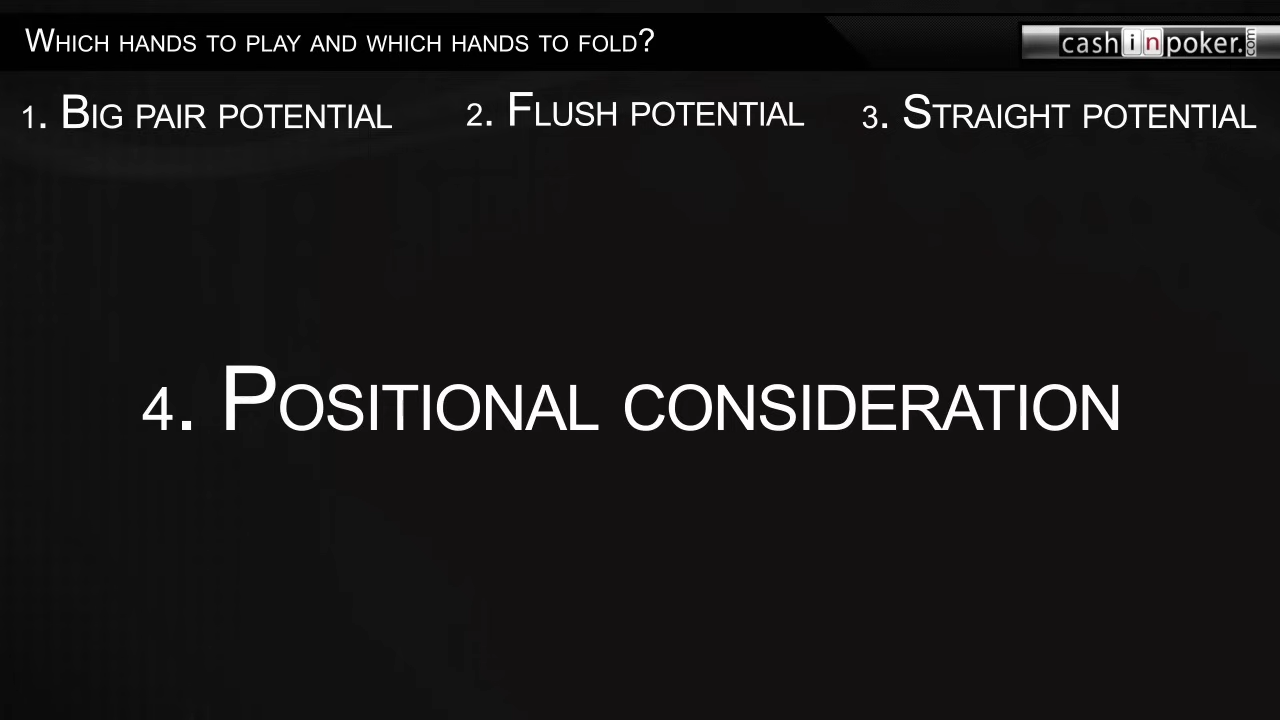 Which hands to play and which hands to fold?
cashinpoker.com
1. Big pair potential
2. Flush potential
3. Straight potential
4. Positional consideration